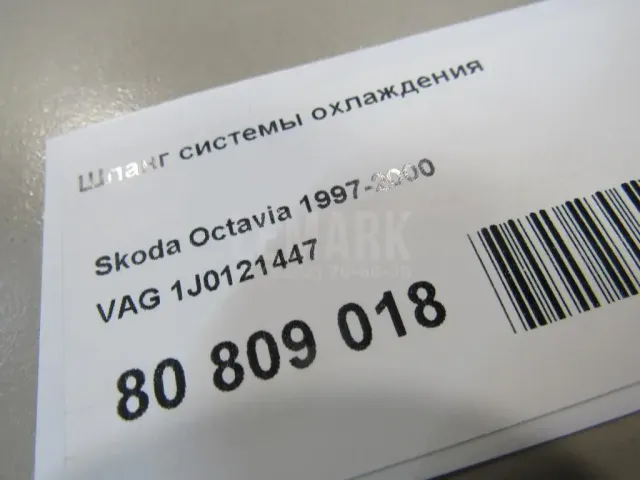 Шланг системы охлаждения
Skoda Octavia 1997-2000
VAG 1J0121447
80 809 018